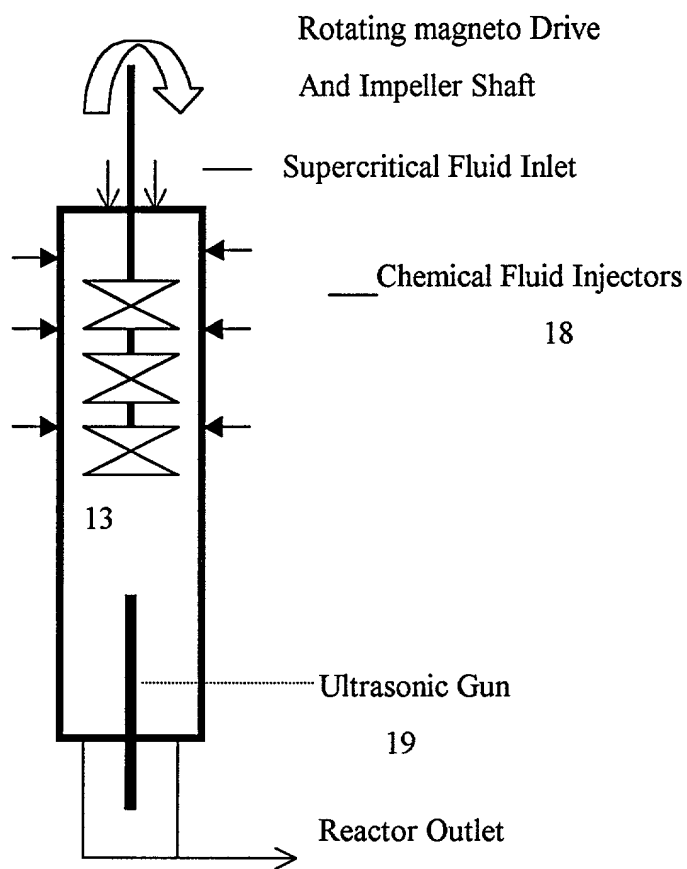 Rotating magneto Drive
And Impeller Shaft
Supercritical Fluid Inlet
Chemical Fluid Injectors
18
13
Ultrasonic Gun
19
Reactor Outlet